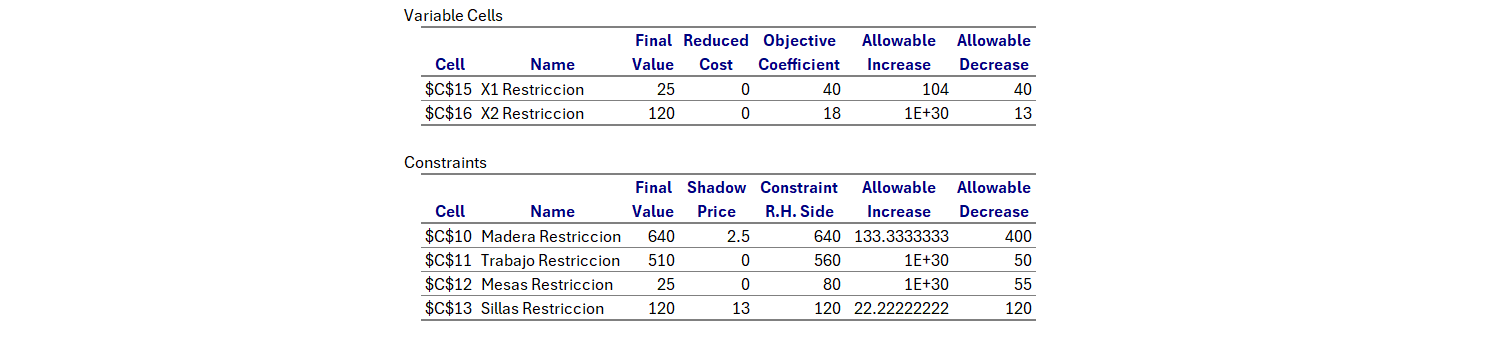 Variable Cells
Final Reduced Objective Allowable Allowable
Cell Name Value Cost Coefficient Increase Decrease
$C$15 X1 Restriccion 25 0 40 104 40
$C$16 X2 Restriccion 120 0 18 1E+30 13
Constraints
Final Shadow Constraint Allowable Allowable
Cell Name Value Price R.H. Side Increase Decrease
$C$10 Madera Restriccion 640 2.5 640 133.3333333 400
$C$11 Trabajo Restriccion 510 0 560 1E+30 50
$C$12 Mesas Restriccion 25 0 80 1E+30 55
$C$13 Sillas Restriccion 120 13 120 22.22222222 120